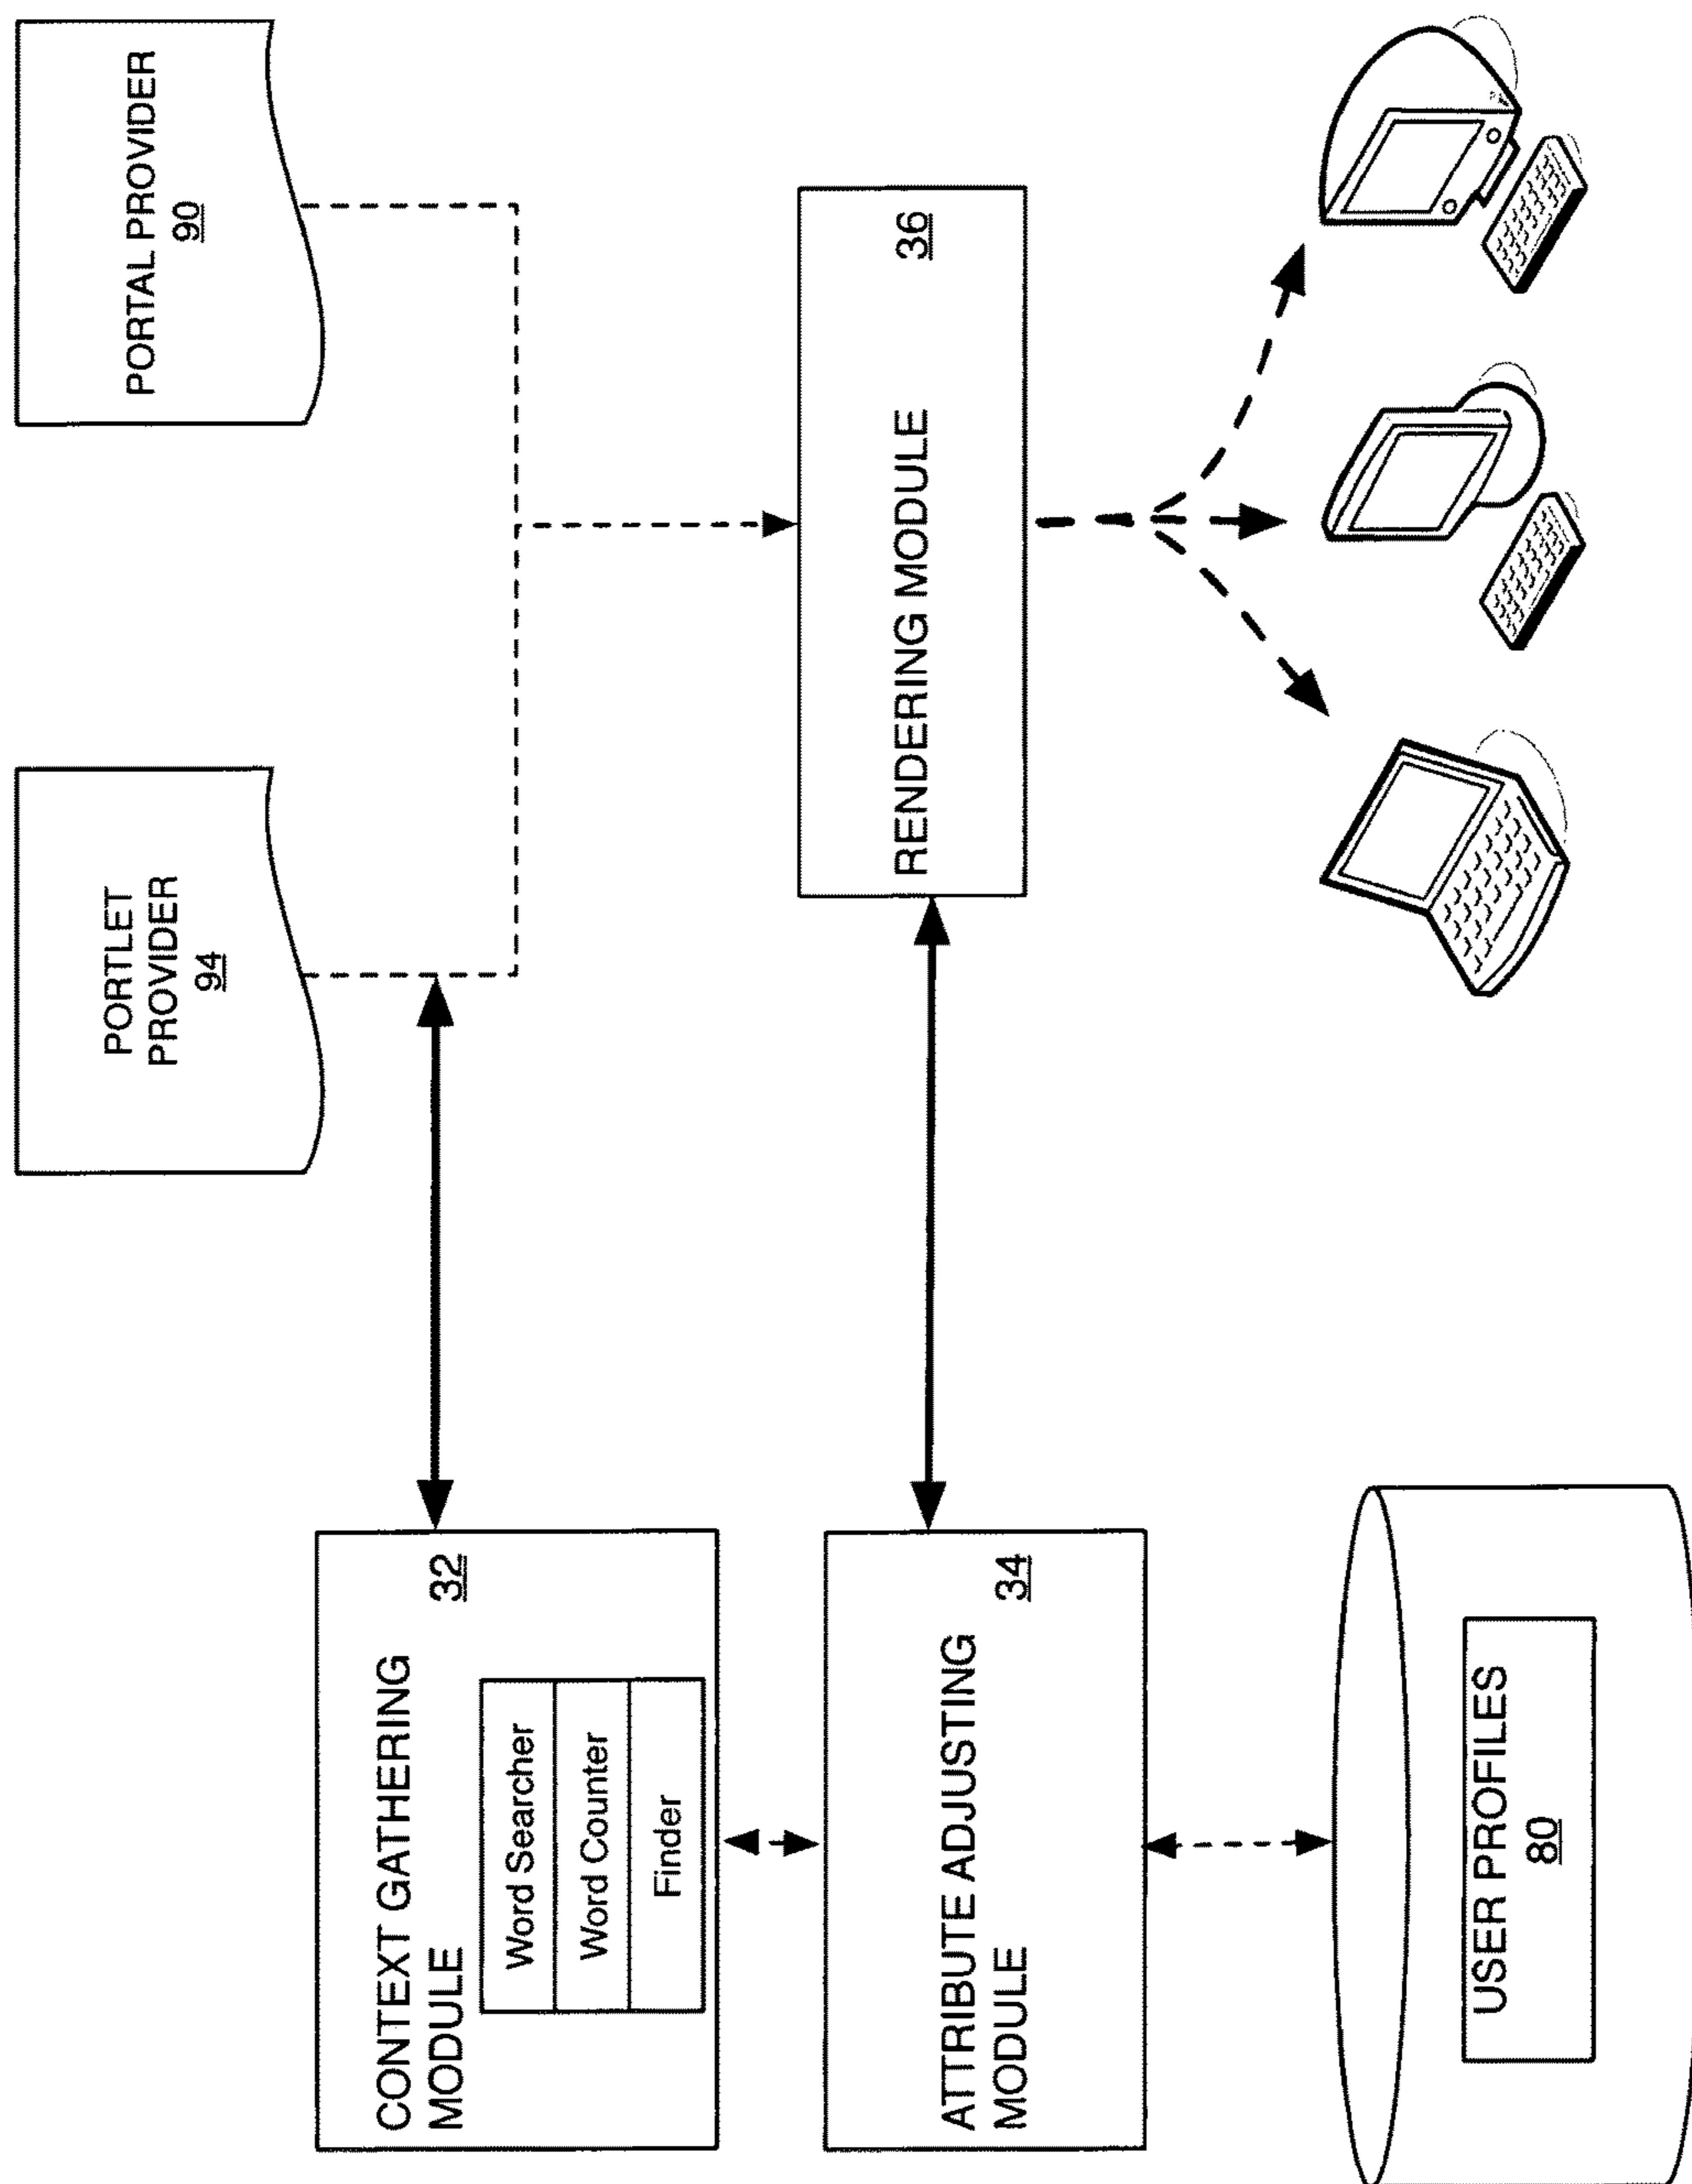 PORTLET
PROVIDER
94
PORTAL PROVIDER
90
CONTEXT GATHERING
MODULE
32
Word Searcher
Word Counter
Finder
ATTRIBUTE ADJUSTING
MODULE
34
RENDERING MODULE
36
USER PROFILES
80